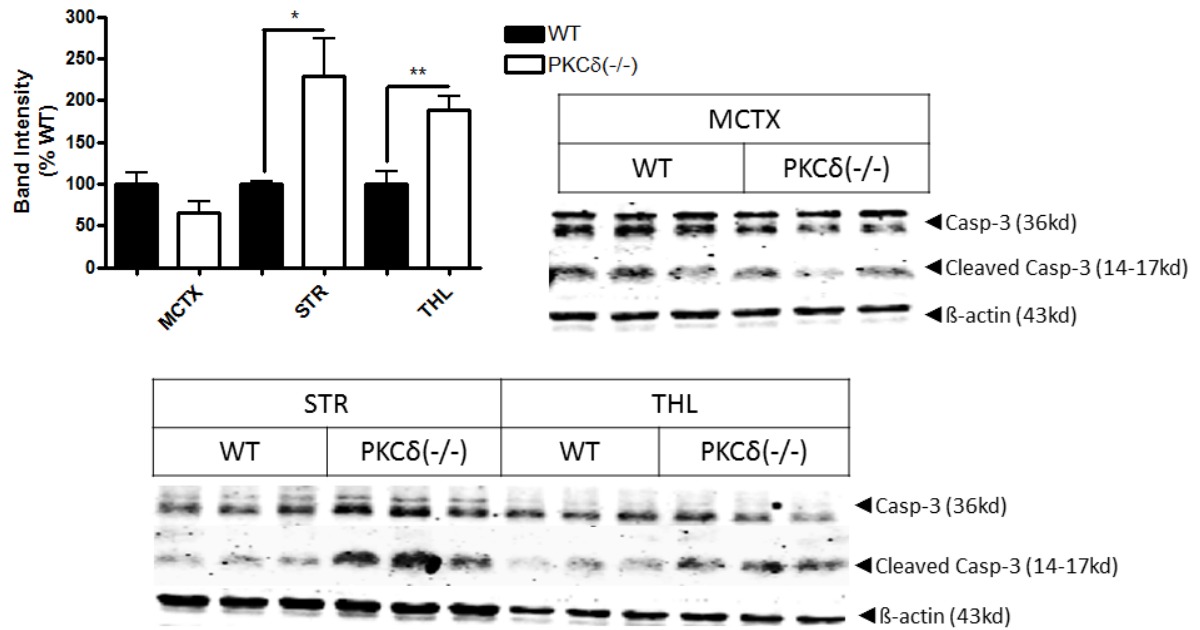 300
250
200
150
100
50
0
Band Intensity
(% WT)
*
**
MCTX
STR
THL
WT
PKCδ(-/-)
MCTX
WT PKCδ(-/-)
◄Casp-3 (36kd)
◄Cleaved Casp-3 (14-17kd)
◄ß-actin (43kd)
STR THL
WT PKCδ(-/-) WT PKCδ(-/-)
◄Casp-3 (36kd)
◄Cleaved Casp-3 (14-17kd)
◄ß-actin (43kd)